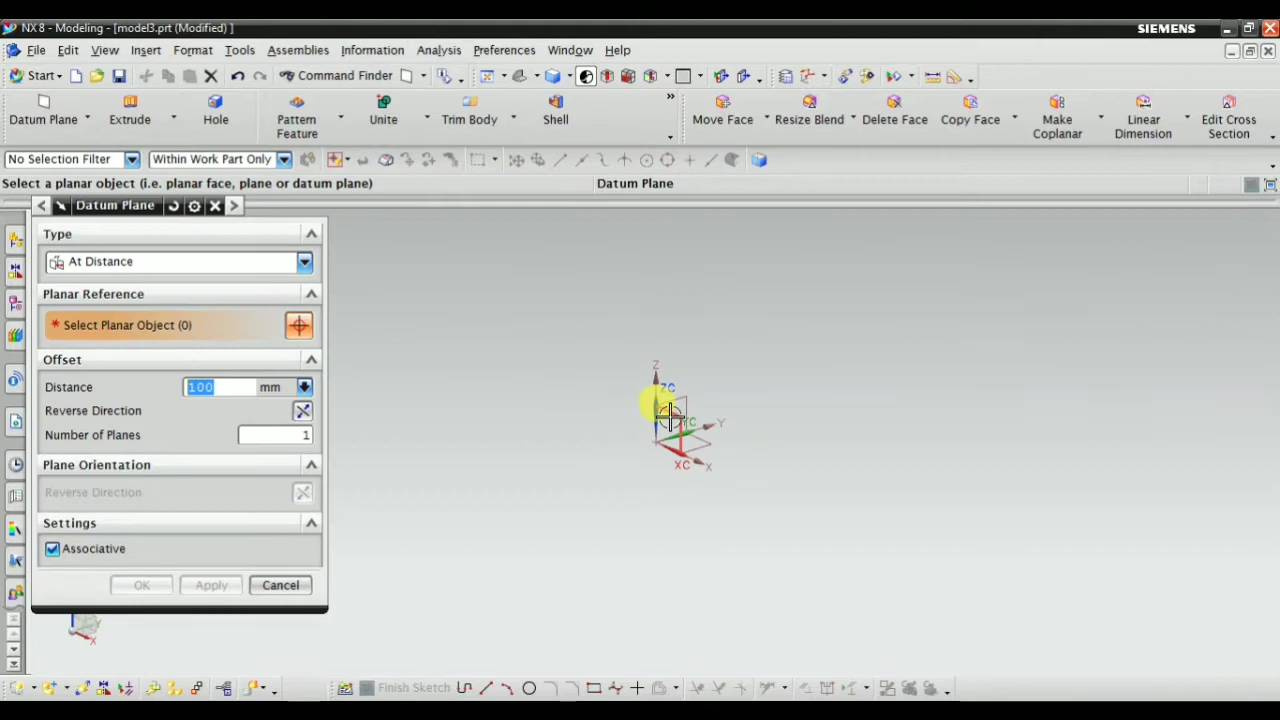 NX 8 - Modeling - [model3.prt (Modified) ]
SIEMENS
File Edit View Insert Format Tools Assemblies Information Analysis Preferences Window Help
Start Command Finder
Datum Plane Extrude Hole Pattern Feature Unite Trim Body Shell Move Face Resize Blend Delete Face Copy Face Make Coplanar Linear Dimension Edit Cross Section
No Selection Filter Within Work Part Only
Select a planar object (i.e. planar face, plane or datum plane) Datum Plane
Datum Plane
Type
At Distance
Planar Reference
* Select Planar Object (0)
Offset
Distance 100 mm
Reverse Direction
Number of Planes 1
Plane Orientation
Reverse Direction
Settings
Associative
OK Apply Cancel
Z
ZC
YC Y
XC X
Y
X
Finish Sketch